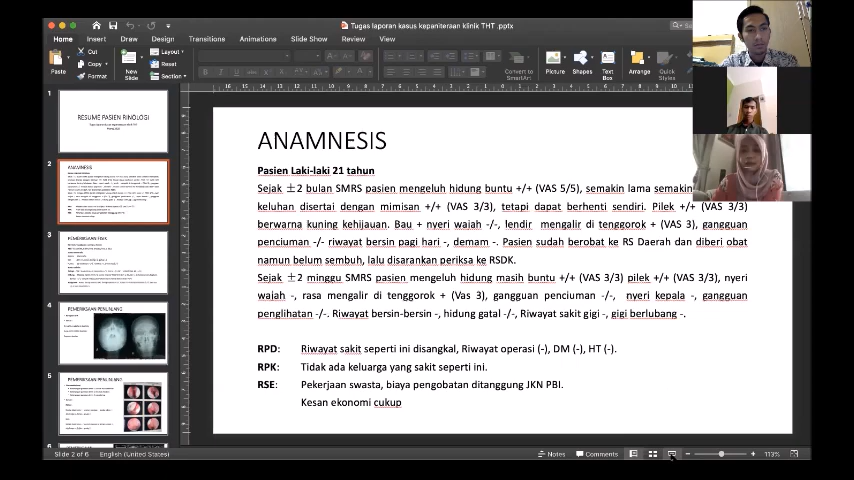 Tugas laporan kasus kepaniteraan klinik THT .pptx
Home Insert Draw Design Transitions Animations Slide Show Review View
Paste
Cut
Copy
Format
New Slide
Layout
Reset
Section
Convert to SmartArt
Picture
Shapes
Text Box
Arrange
Quick Styles
1
RESUME PASIEN RINOLOGI
2
ANAMNESIS
3
PEMERIKSAAN FISIK
4
PEMERIKSAAN PENUNJANG
5
PEMERIKSAAN PENUNJANG
6
ANAMNESIS
Pasien Laki-laki 21 tahun
Sejak ±2 bulan SMRS pasien mengeluh hidung buntu +/+ (VAS 5/5), semakin lama semakin
keluhan disertai dengan mimisan +/+ (VAS 3/3), tetapi dapat berhenti sendiri. Pilek +/+ (VAS 3/3)
berwarna kuning kehijauan. Bau + nyeri wajah -/-, lendir mengalir di tenggorok + (VAS 3), gangguan
penciuman -/- riwayat bersin pagi hari -, demam -. Pasien sudah berobat ke RS Daerah dan diberi obat
namun belum sembuh, lalu disarankan periksa ke RSDK.
Sejak ±2 minggu SMRS pasien mengeluh hidung masih buntu +/+ (VAS 3/3) pilek +/+ (VAS 3/3), nyeri
wajah -, rasa mengalir di tenggorok + (Vas 3), gangguan penciuman -/-, nyeri kepala -, gangguan
penglihatan -/-. Riwayat bersin-bersin -, hidung gatal -/-, Riwayat sakit gigi -, gigi berlubang -.
RPD: Riwayat sakit seperti ini disangkal, Riwayat operasi (-), DM (-), HT (-).
RPK: Tidak ada keluarga yang sakit seperti ini.
RSE: Pekerjaan swasta, biaya pengobatan ditanggung JKN PBI.
Kesan ekonomi cukup
Slide 2 of 6 English (United States) Notes Comments 113%